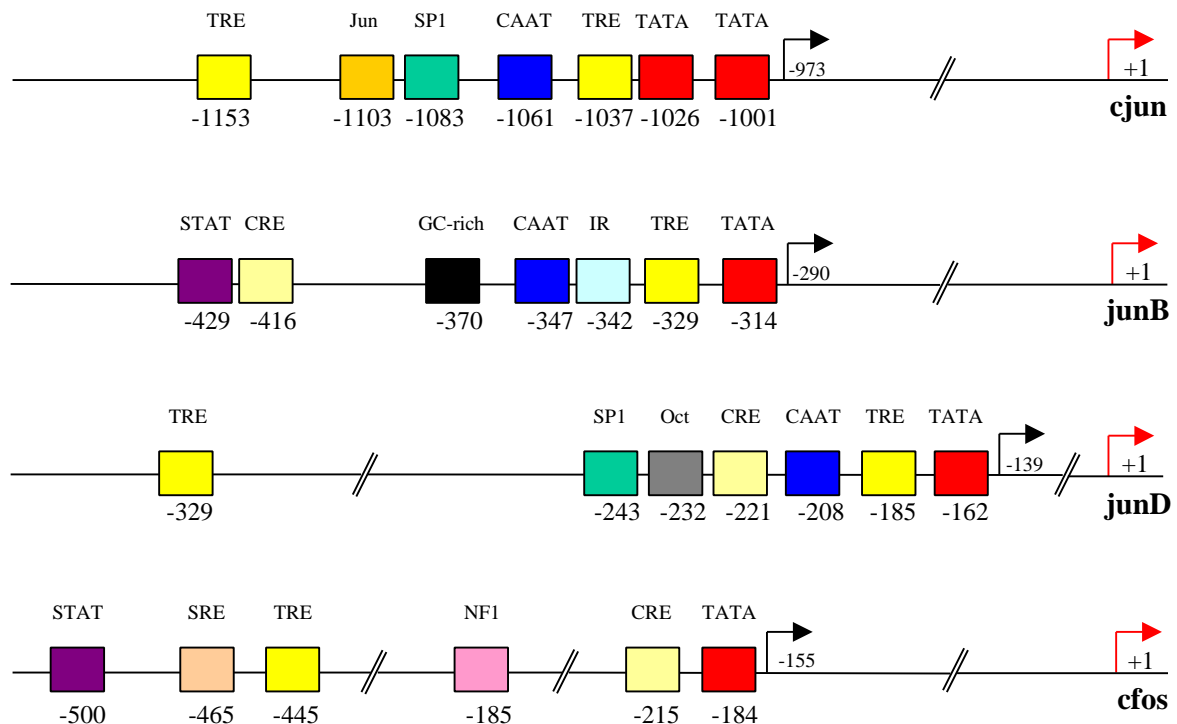 TRE Jun SP1 CAAT TRE TATA TATA
-973 +1
-1153 -1103 -1083 -1061 -1037 -1026 -1001 cjun
STAT CRE GC-rich CAAT IR TRE TATA
-290 +1
-429 -416 -370 -347 -342 -329 -314 junB
TRE SP1 Oct CRE CAAT TRE TATA
-139 +1
-329 -243 -232 -221 -208 -185 -162 junD
STAT SRE TRE NF1 CRE TATA
-155 +1
-500 -465 -445 -185 -215 -184 cfos